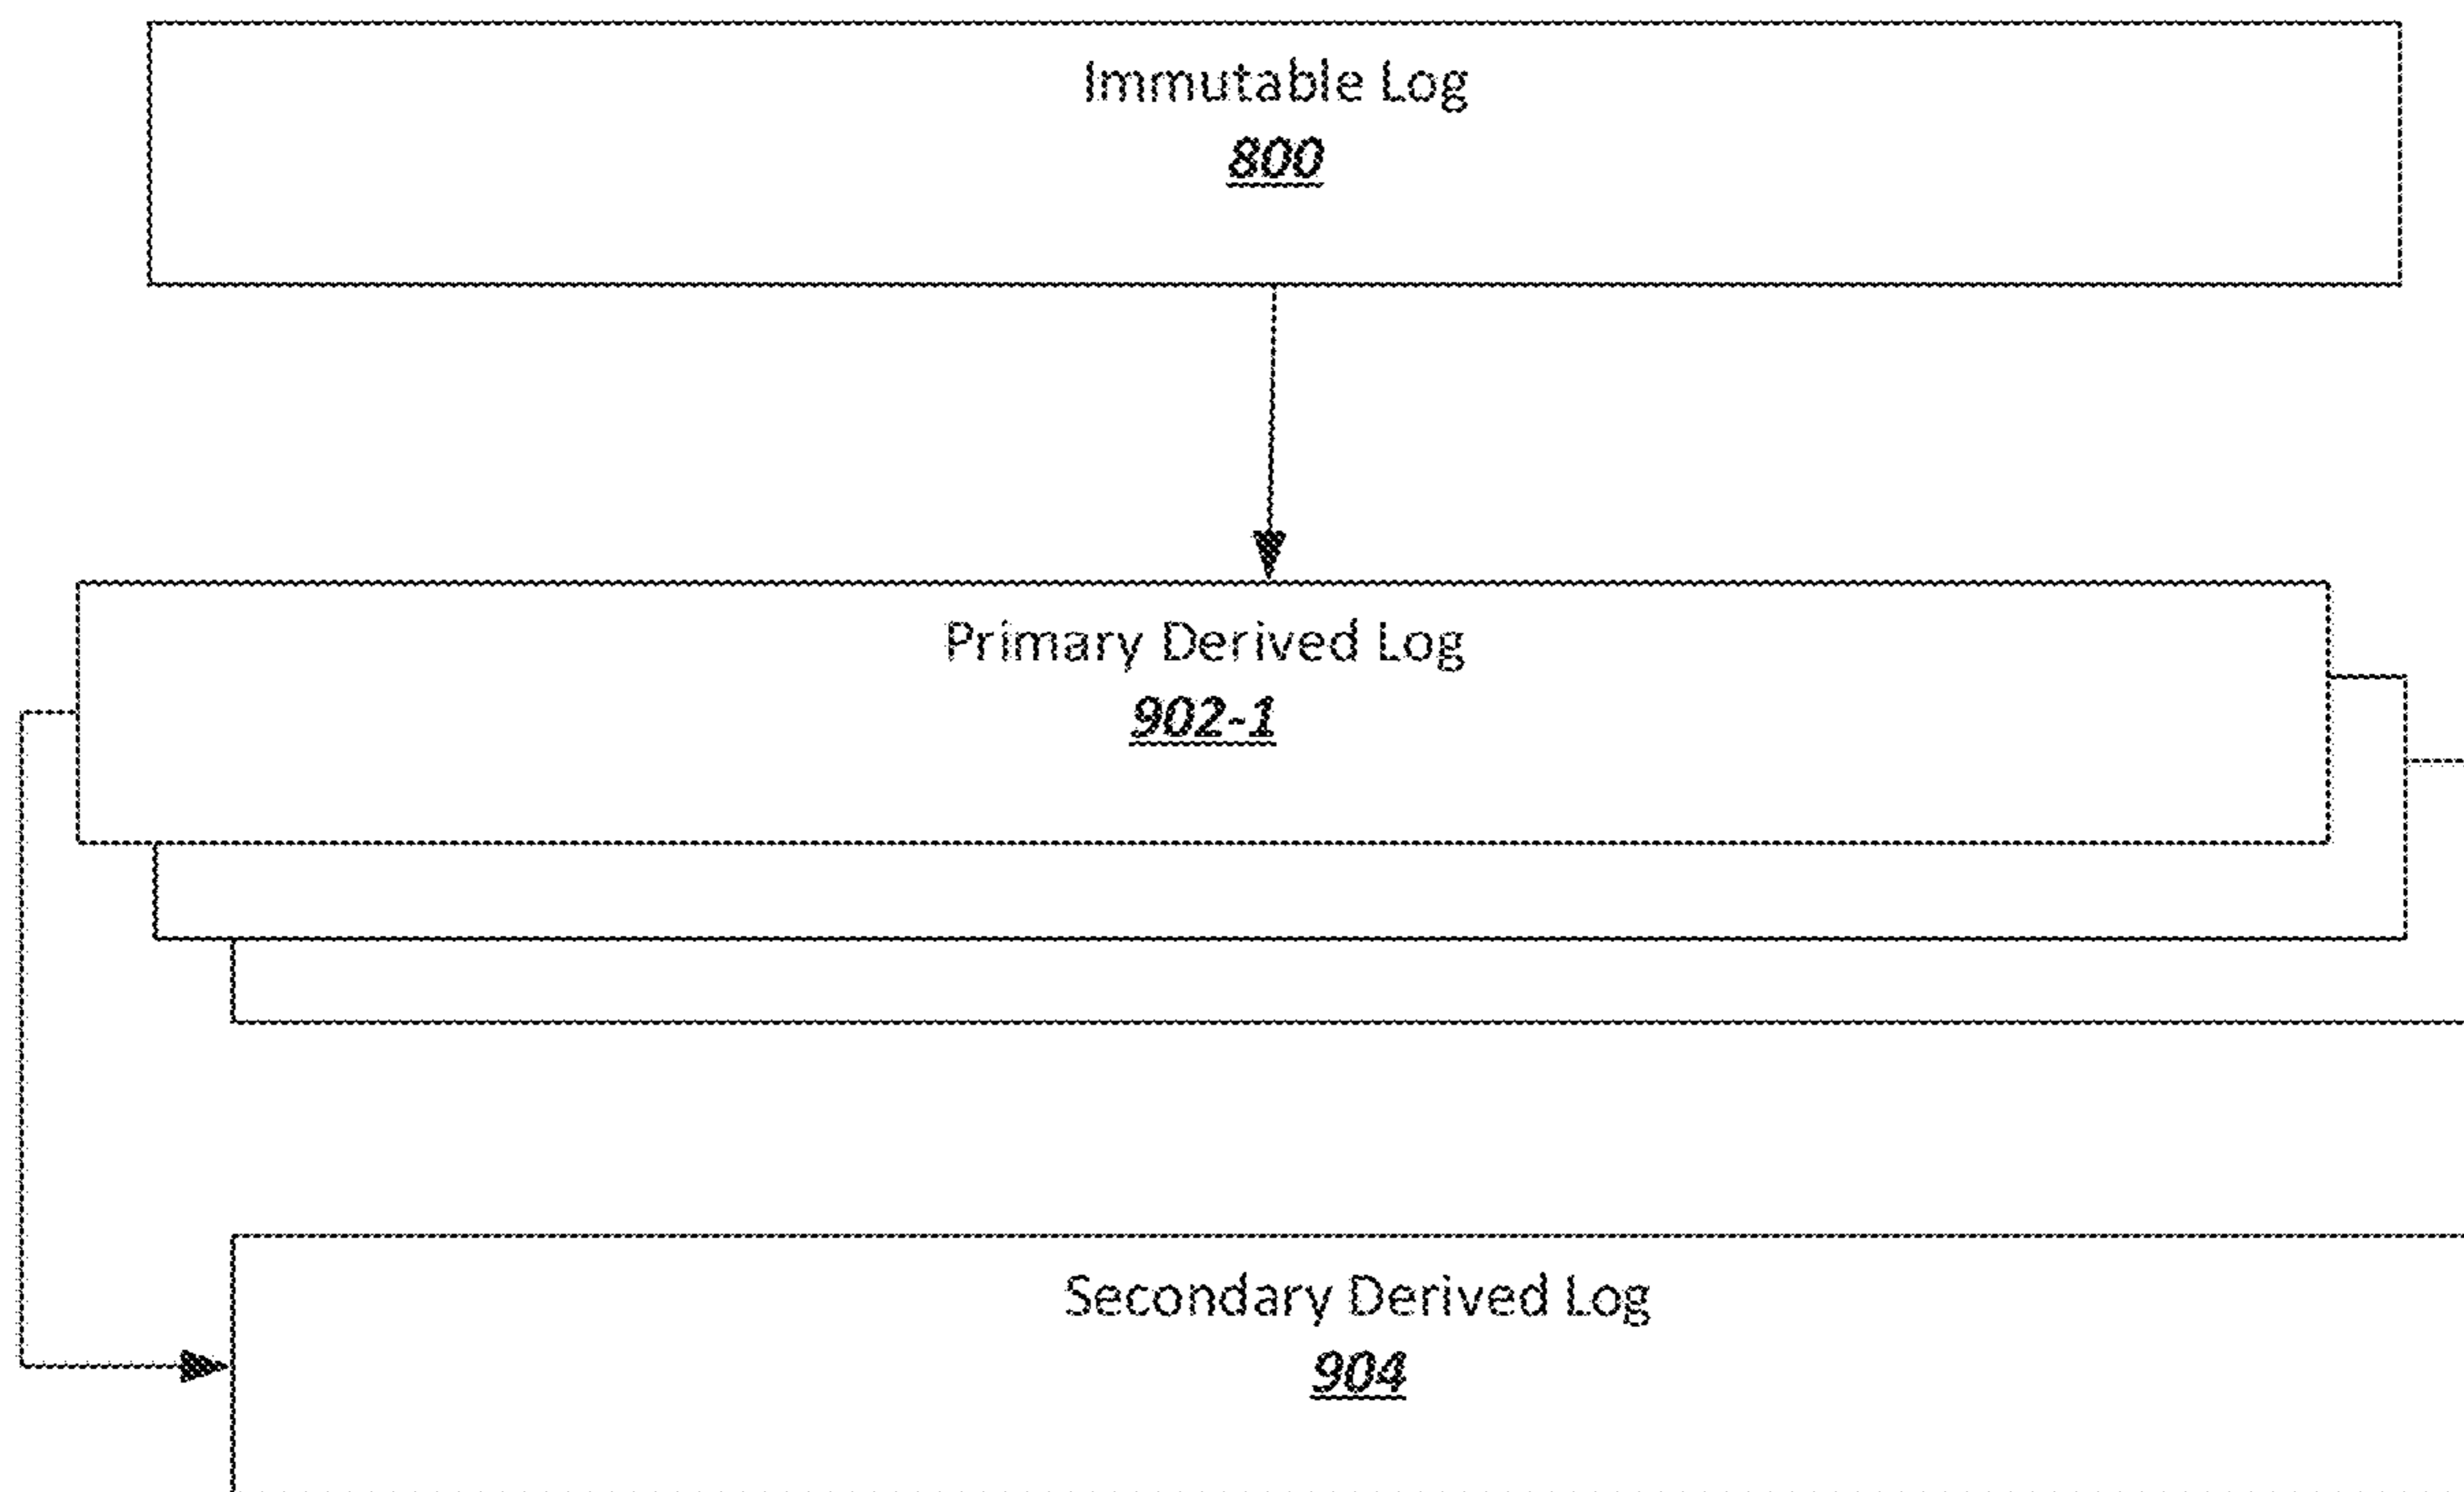 Immutable Log
800
Primary Derived Log
902-1
Secondary Derived Log
904